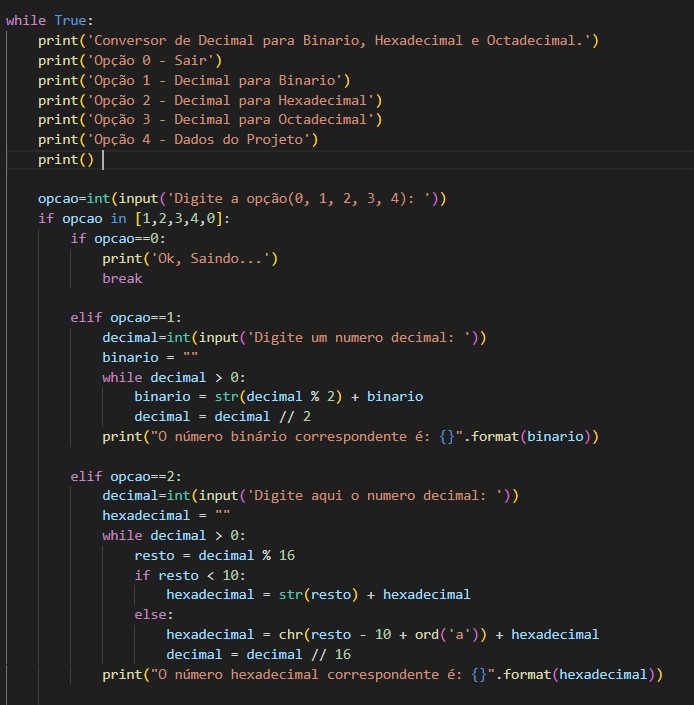 while True:
    print('Conversor de Decimal para Binario, Hexadecimal e Octadecimal.')
    print('Opção 0 - Sair')
    print('Opção 1 - Decimal para Binario')
    print('Opção 2 - Decimal para Hexadecimal')
    print('Opção 3 - Decimal para Octadecimal')
    print('Opção 4 - Dados do Projeto')
    print()
    opcao=int(input('Digite a opção(0, 1, 2, 3, 4): '))
    if opcao in [1,2,3,4,0]:
        if opcao==0:
            print('Ok, Saindo...')
            break
        elif opcao==1:
            decimal=int(input('Digite um numero decimal: '))
            binario = ""
            while decimal > 0:
                binario = str(decimal % 2) + binario
                decimal = decimal // 2
            print("O número binário correspondente é: {}".format(binario))
        elif opcao==2:
            decimal=int(input('Digite aqui o numero decimal: '))
            hexadecimal = ""
            while decimal > 0:
                resto = decimal % 16
                if resto < 10:
                    hexadecimal = str(resto) + hexadecimal
                else:
                    hexadecimal = chr(resto - 10 + ord('a')) + hexadecimal
                    decimal = decimal // 16
            print("O número hexadecimal correspondente é: {}".format(hexadecimal))